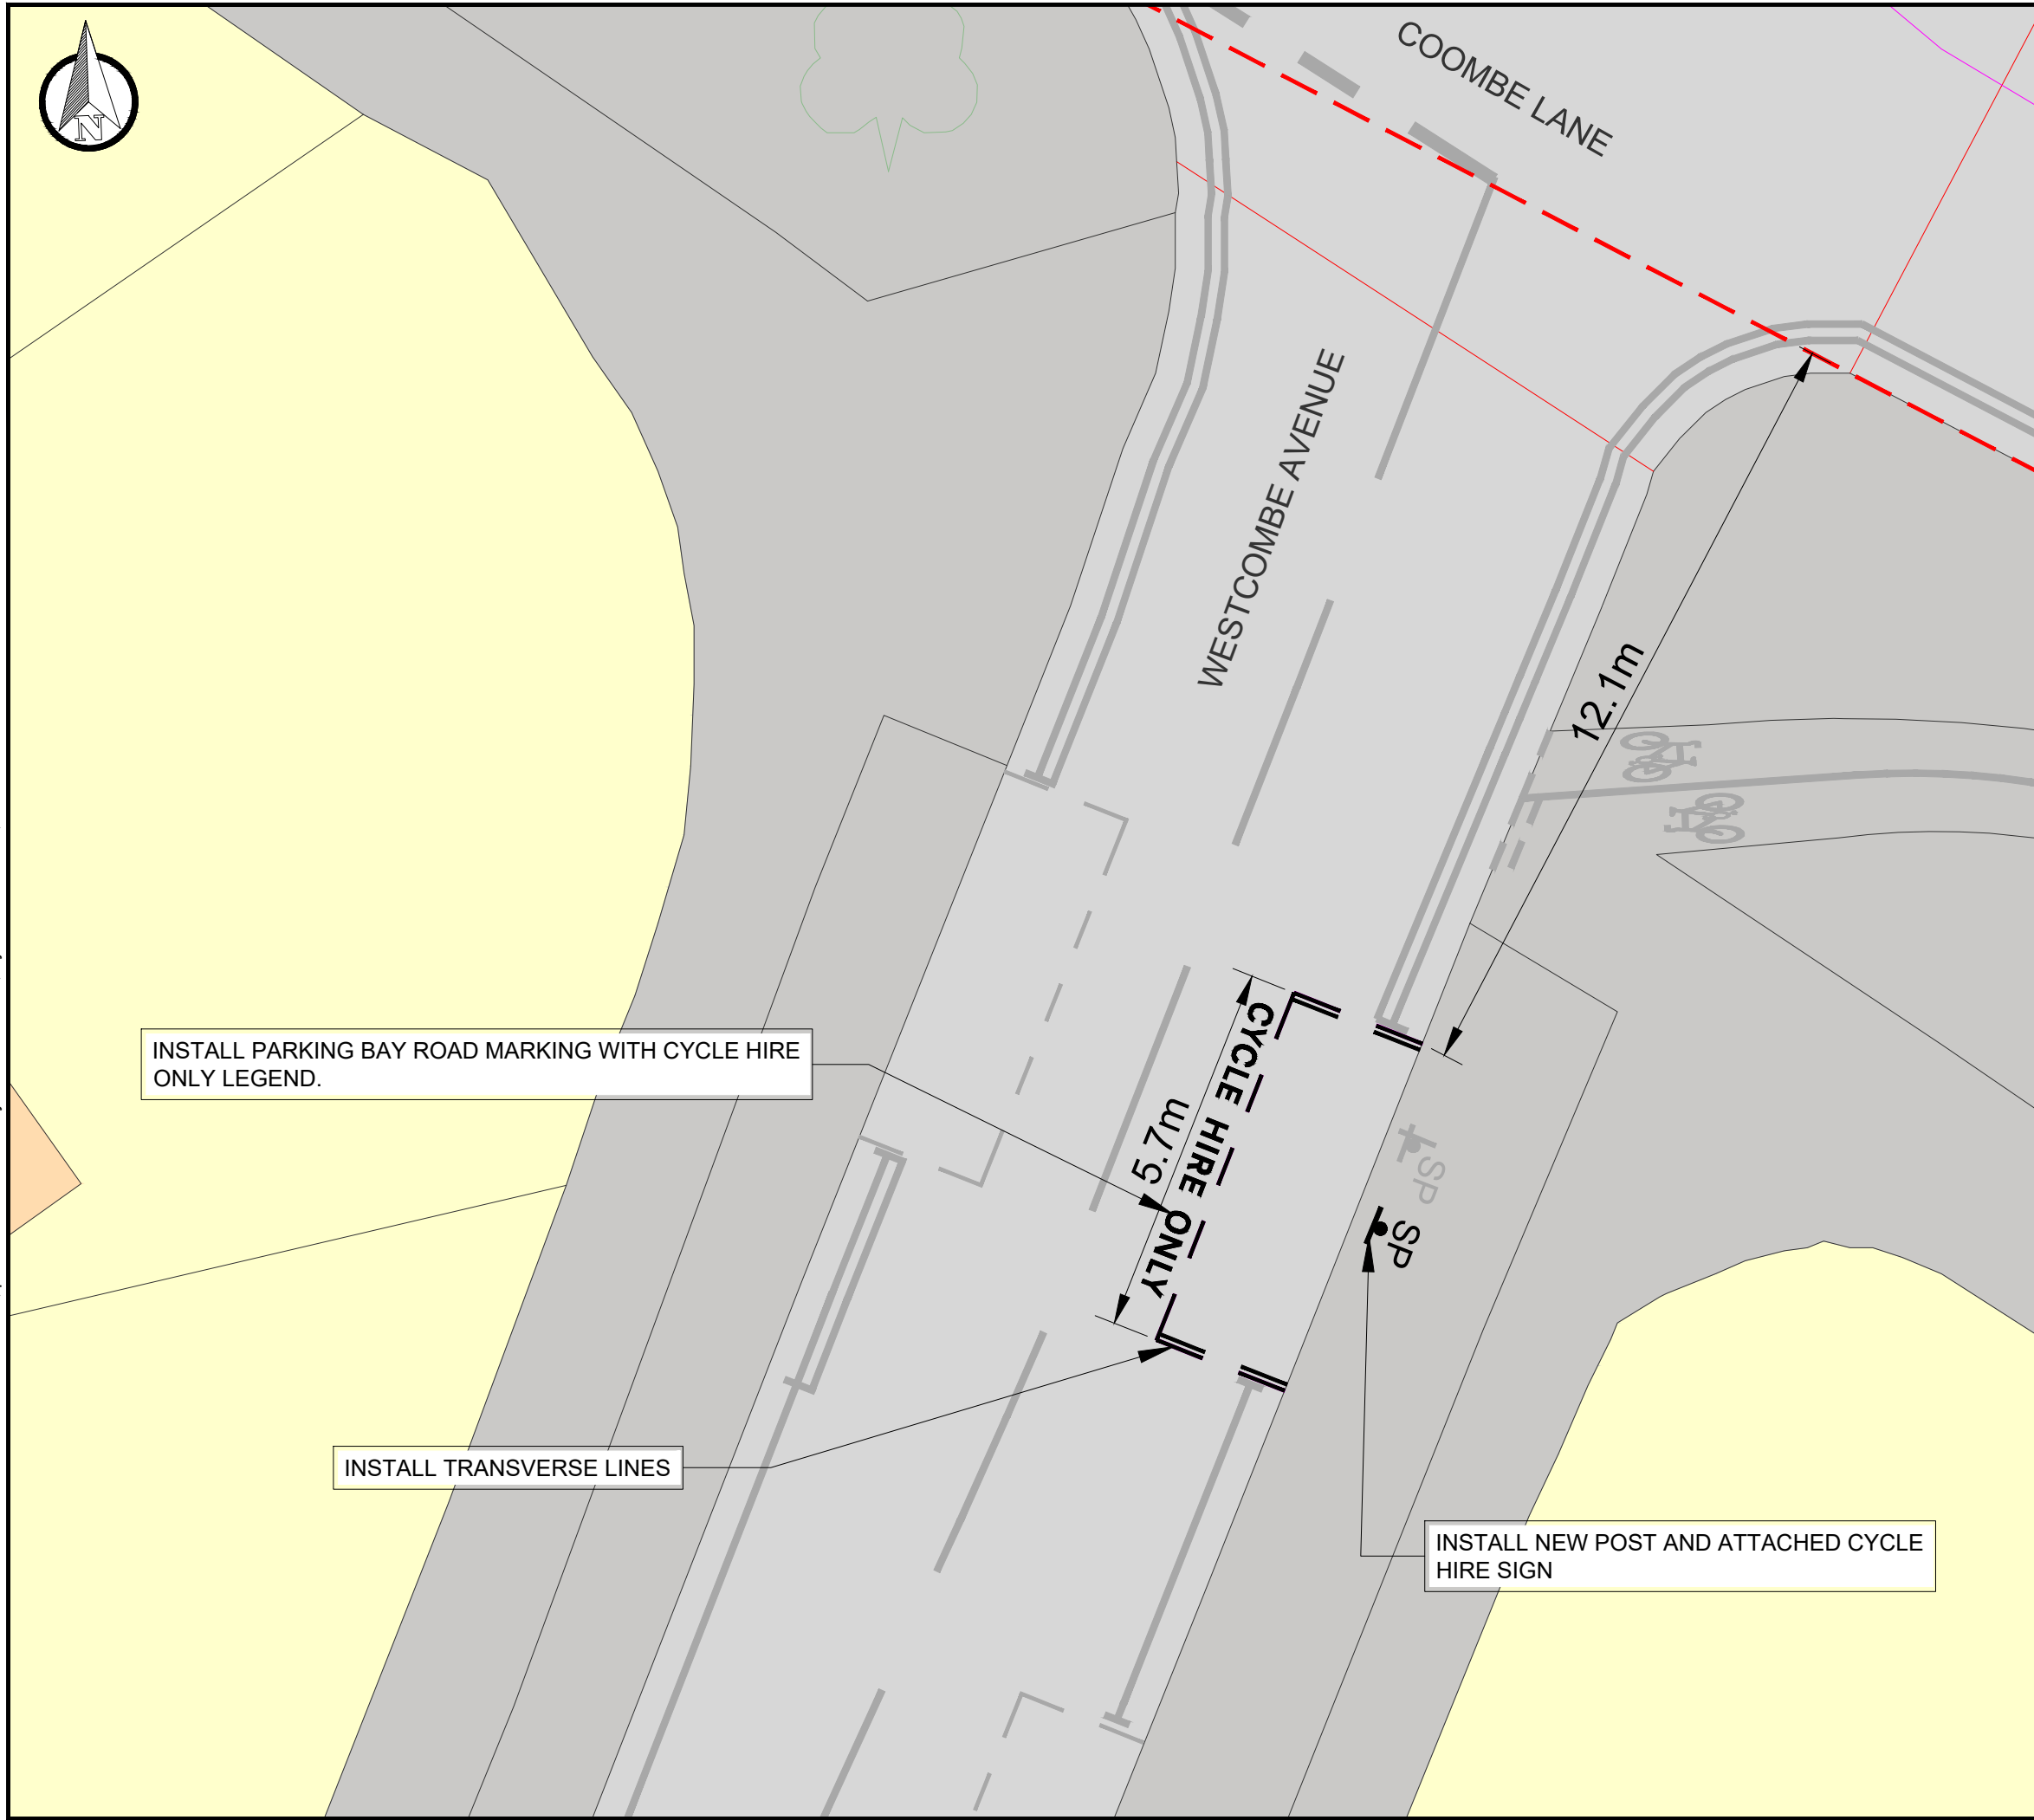 N
COOMBE LANE
WESTCOMBE AVENUE
12.1m
INSTALL PARKING BAY ROAD MARKING WITH CYCLE HIRE
ONLY LEGEND.
5.7m
CYCLE HIRE ONLY
SP
SP
INSTALL TRANSVERSE LINES
INSTALL NEW POST AND ATTACHED CYCLE
HIRE SIGN